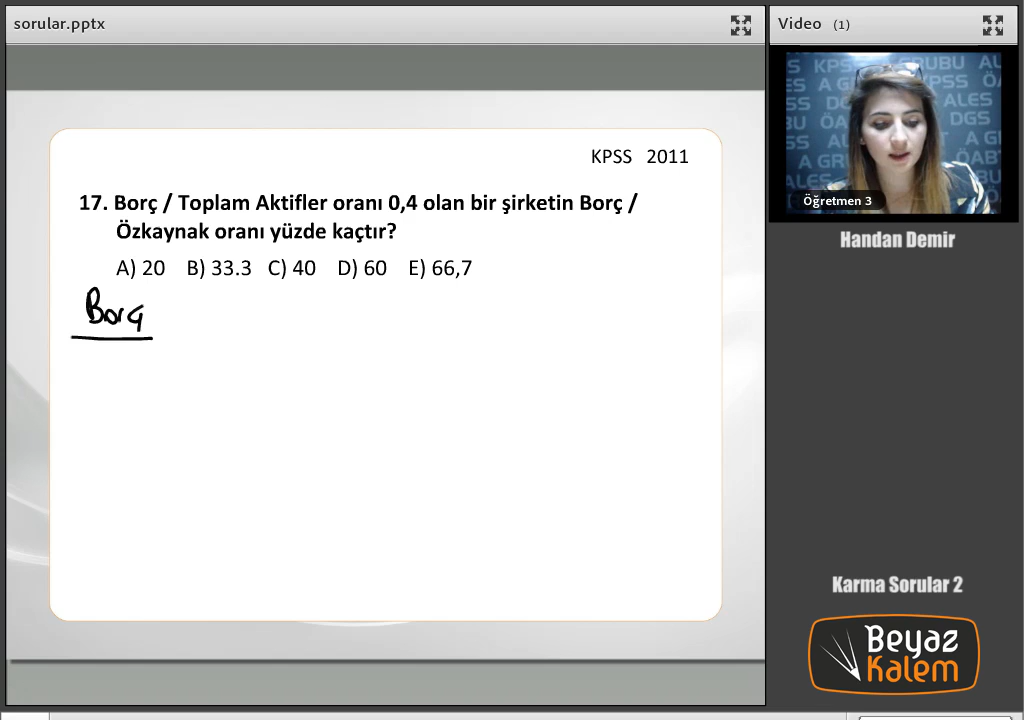 sorular.pptx
Video (1)
KPSS 2011
17. Borç / Toplam Aktifler oranı 0,4 olan bir şirketin Borç /
Özkaynak oranı yüzde kaçtır?
A) 20 B) 33.3 C) 40 D) 60 E) 66,7
Borç
Öğretmen 3
Handan Demir
Karma Sorular 2
Beyaz
Kalem